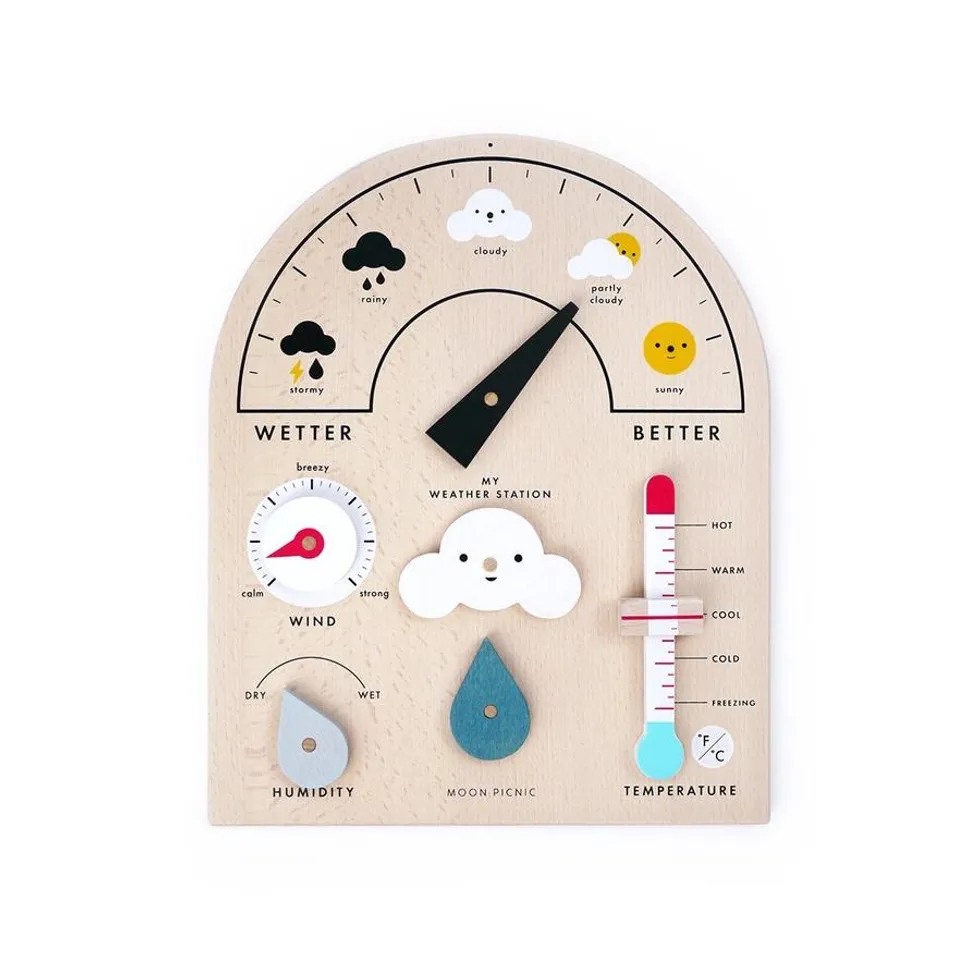 cloudy
rainy
partly
cloudy
stormy
sunny
WETTER
BETTER
breezy
calm
strong
WIND
MY
WEATHER STATION
HOT
WARM
COOL
COLD
FREEZING
DRY
WET
HUMIDITY
MOON PICNIC
°F/°C
TEMPERATURE